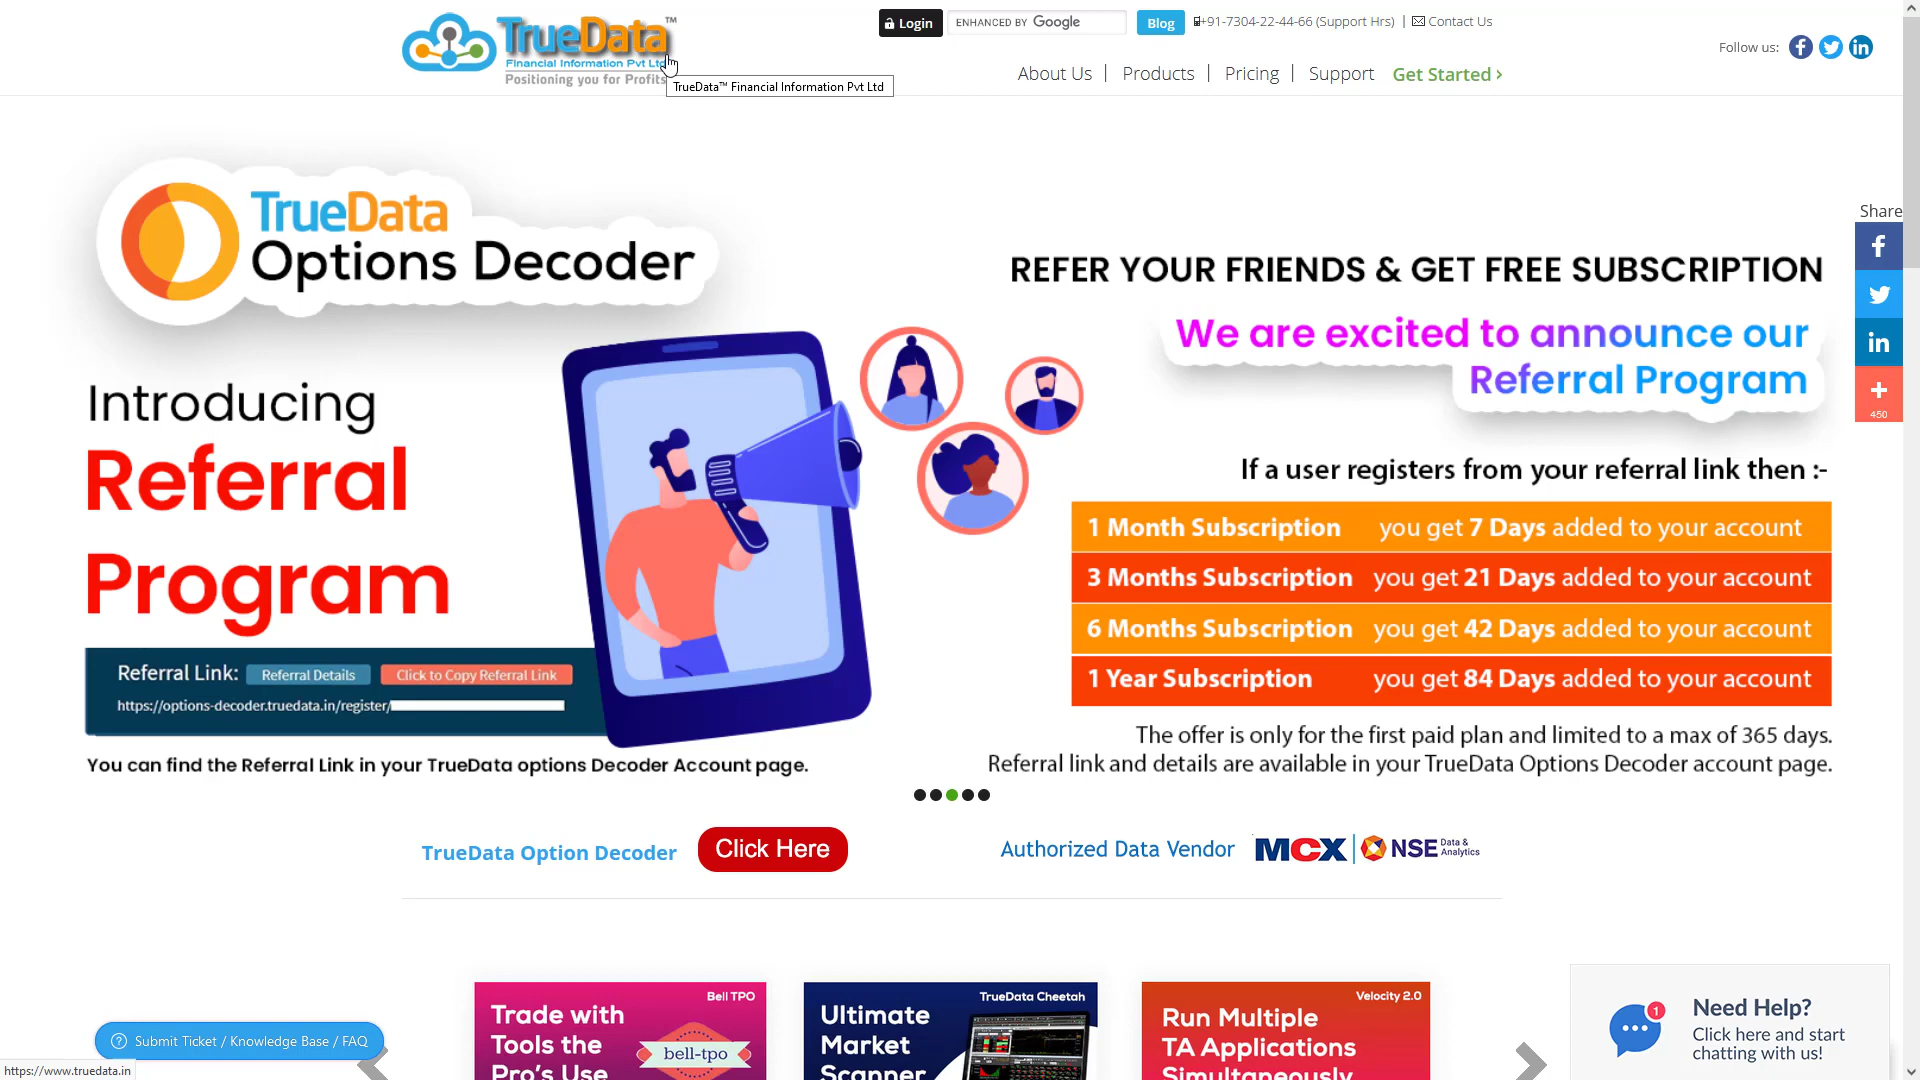 TrueData™
Financial Information Pvt Ltd
Positioning you for Profits
TrueData™ Financial Information Pvt Ltd
Login
ENHANCED BY Google
Blog
+91-7304-22-44-66 (Support Hrs) | Contact Us
About Us | Products | Pricing | Support Get Started ›
Follow us:
Share
450
TrueData
Options Decoder
Introducing
Referral
Program
Referral Link: Referral Details Click to Copy Referral Link
https://options-decoder.truedata.in/register/
You can find the Referral Link in your TrueData options Decoder Account page.
REFER YOUR FRIENDS & GET FREE SUBSCRIPTION
We are excited to announce our
Referral Program
If a user registers from your referral link then :-
1 Month Subscription you get 7 Days added to your account
3 Months Subscription you get 21 Days added to your account
6 Months Subscription you get 42 Days added to your account
1 Year Subscription you get 84 Days added to your account
The offer is only for the first paid plan and limited to a max of 365 days.
Referral link and details are available in your TrueData Options Decoder account page.
TrueData Option Decoder Click Here
Authorized Data Vendor MCX | NSE Data & Analytics
Bell TPO
Trade with
Tools the
Pro's Use
bell-tpo
TrueData Cheetah
Ultimate
Market
Scanner
Velocity 2.0
Run Multiple
TA Applications
Simultaneously
Need Help?
Click here and start
chatting with us!
1
Submit Ticket / Knowledge Base / FAQ
https://www.truedata.in